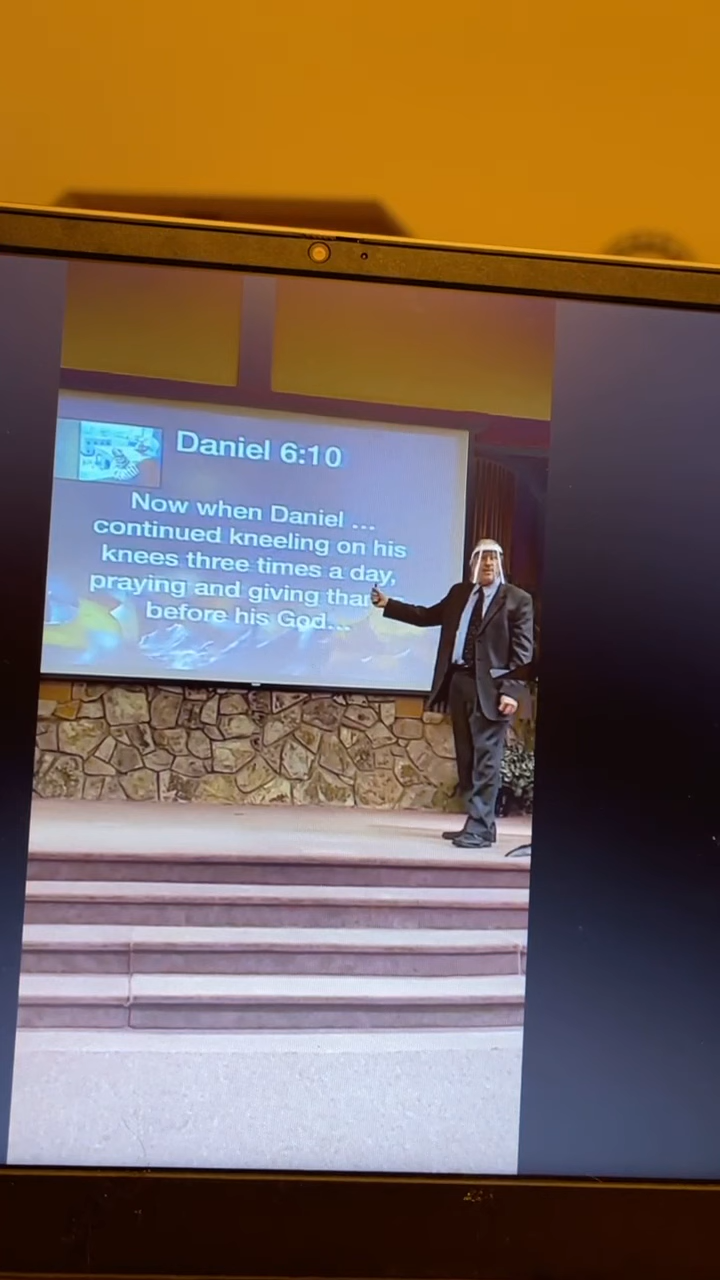 Daniel 6:10
Now when Daniel ...
continued kneeling on his
knees three times a day,
praying and giving
before his God...